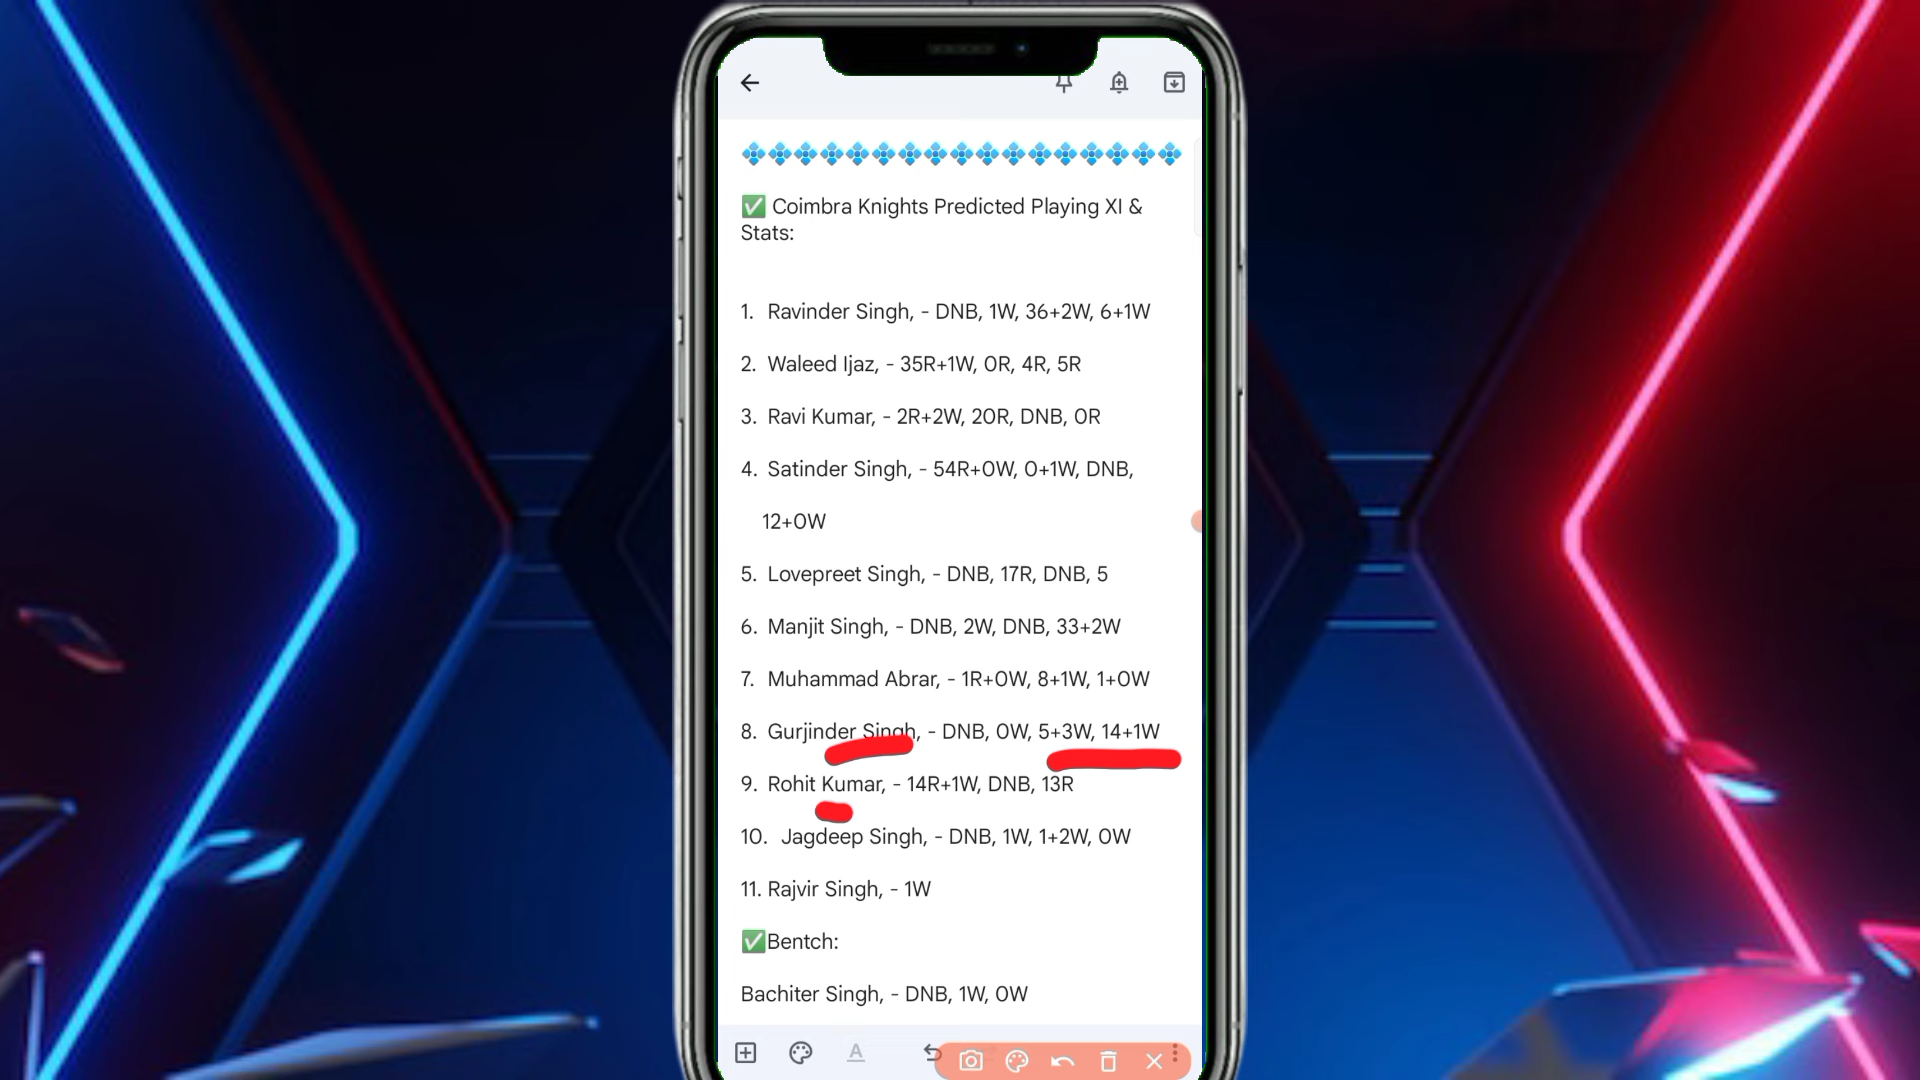 ✅ Coimbra Knights Predicted Playing XI &
Stats:
1. Ravinder Singh, - DNB, 1W, 36+2W, 6+1W
2. Waleed Ijaz, - 35R+1W, 0R, 4R, 5R
3. Ravi Kumar, - 2R+2W, 20R, DNB, 0R
4. Satinder Singh, - 54R+0W, 0+1W, DNB,
12+0W
5. Lovepreet Singh, - DNB, 17R, DNB, 5
6. Manjit Singh, - DNB, 2W, DNB, 33+2W
7. Muhammad Abrar, - 1R+0W, 8+1W, 1+0W
8. Gurjinder Singh, - DNB, 0W, 5+3W, 14+1W
9. Rohit Kumar, - 14R+1W, DNB, 13R
10. Jagdeep Singh, - DNB, 1W, 1+2W, 0W
11. Rajvir Singh, - 1W
✅Bentch:
Bachiter Singh, - DNB, 1W, 0W
A